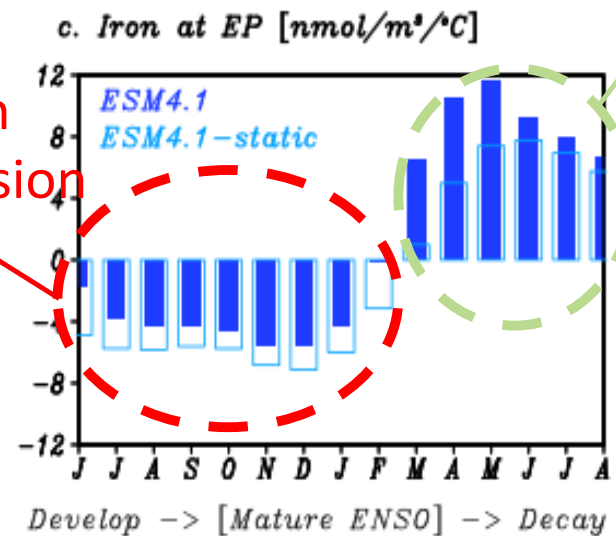 c. Iron at EP [nmol/m³/°C]
12
ESM4.1
ESM4.1-static
8
4
0
-4
-8
-12
J J A S O N D J F M A M J J A
Develop -> [Mature ENSO] -> Decay